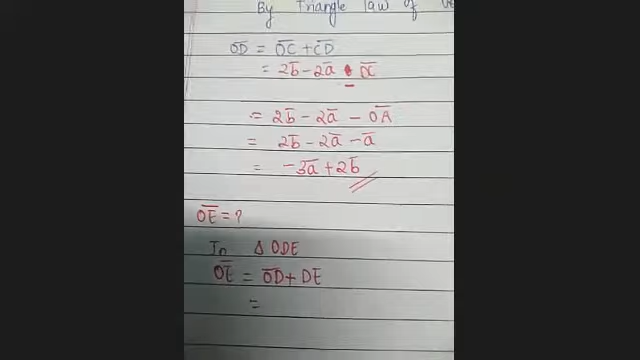 By Triangle law of
OD = OC + CD
= 2b - 2a - DC
= 2b - 2a - OA
= 2b - 2a - a
= -3a + 2b
OE = ?
In Δ ODE
OE = OD + DE
=